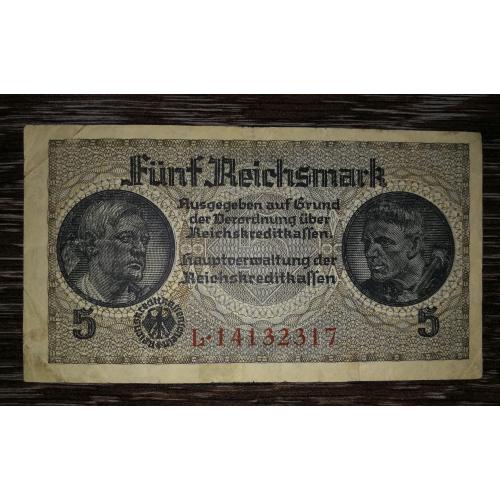 Fünf Reichsmark
Ausgegeben auf Grund
der Verordnung über
Reichskreditkassen.
Hauptverwaltung der
Reichskreditkassen
5
5
L·14132317